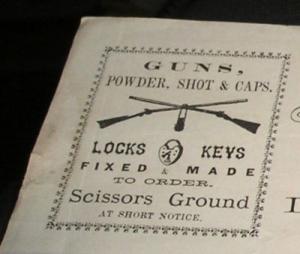 GUNS,
POWDER, SHOT & CAPS.
LOCKS KEYS
FIXED & MADE
TO ORDER.
Scissors Ground
AT SHORT NOTICE.